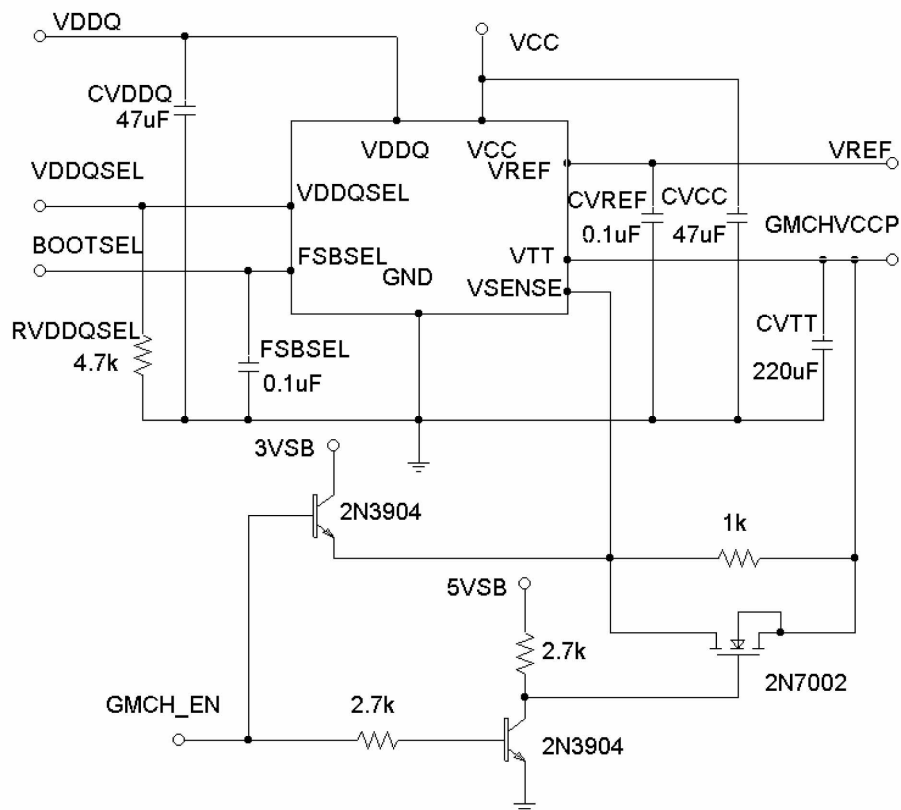 VDDQ
VCC
CVDDQ
47uF
VDDQ
VCC
VREF
VREF
VDDQSEL
VDDQSEL
CVREF
0.1uF
CVCC
47uF
GMCHVCCP
BOOTSEL
FSBSEL
GND
VTT
VSENSE
RVDDQSEL
4.7k
FSBSEL
0.1uF
CVTT
220uF
3VSB
2N3904
1k
5VSB
2.7k
2N7002
GMCH_EN
2.7k
2N3904